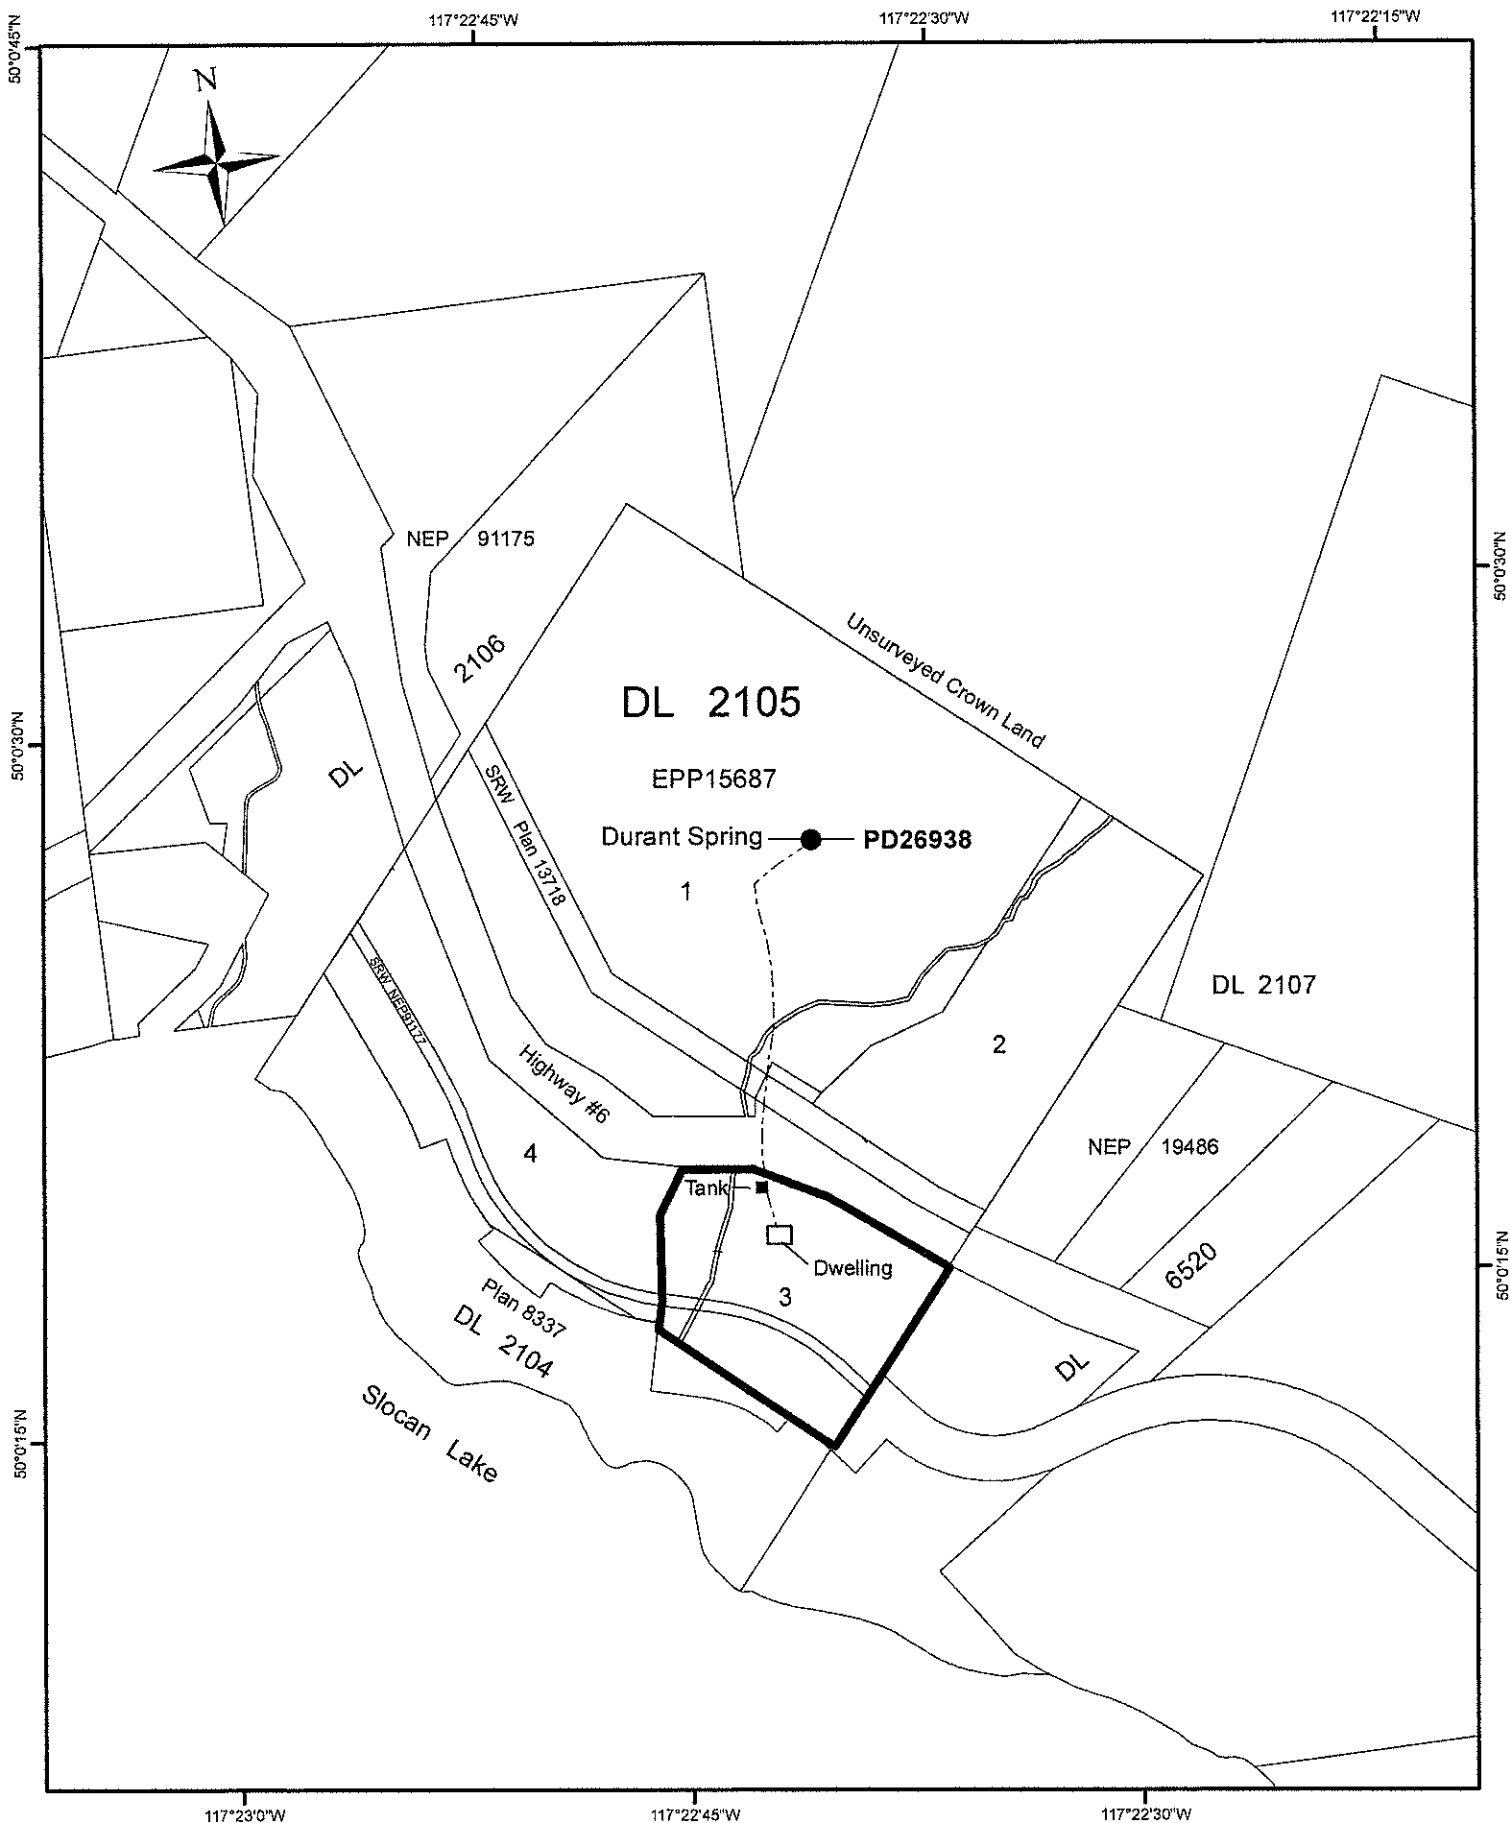 117°22'45"W
117°22'30"W
117°22'15"W
50°0'45"N
N
NEP 91175
50°0'30"N
2106
Unsurveyed Crown Land
DL 2105
50°0'30"N
DL
EPP15687
SRW Plan 13718
Durant Spring
PD26938
1
SRW NEP91177
DL 2107
2
Highway #6
4
NEP 19486
Tank
Dwelling
3
6520
50°0'15"N
Plan 8337
DL 2104
DL
Slocan Lake
50°0'15"N
117°23'0"W
117°22'45"W
117°22'30"W